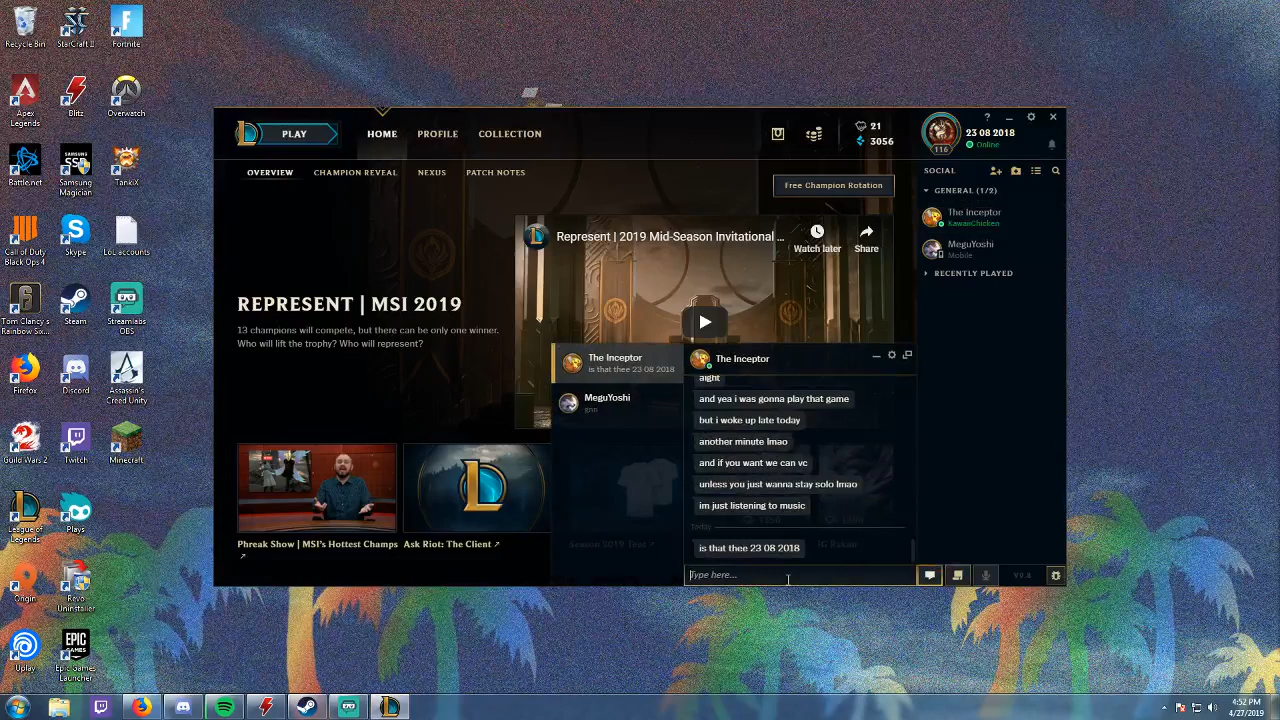 Recycle Bin
StarCraft II
Fortnite
Apex Legends
Blitz
Overwatch
Battle.net
Samsung Magician
TankiX
Call of Duty Black Ops 4
Skype
LoL accounts
Tom Clancy's Rainbow Six...
Steam
Streamlabs OBS
Firefox
Discord
Assassin's Creed Unity
Guild Wars 2
Twitch
Minecraft
League of Legends
Plays
Origin
Revo Uninstaller
Uplay
Epic Games Launcher
PLAY
HOME
PROFILE
COLLECTION
21
3056
116
23 08 2018
Online
OVERVIEW
CHAMPION REVEAL
NEXUS
PATCH NOTES
Free Champion Rotation
Represent | 2019 Mid-Season Invitational ...
Watch later
Share
REPRESENT | MSI 2019
13 champions will compete, but there can be only one winner.
Who will lift the trophy? Who will represent?
Phreak Show | MSI's Hottest Champs ↗
Ask Riot: The Client ↗
SOCIAL
GENERAL (1/2)
The Inceptor
KawaiiChicken
MeguYoshi
Mobile
RECENTLY PLAYED
The Inceptor
is that thee 23 08 2018
MeguYoshi
gnn
The Inceptor
aight
and yea i was gonna play that game
but i woke up late today
another minute lmao
and if you want we can vc
unless you just wanna stay solo lmao
im just listening to music
Today
is that thee 23 08 2018
Type here...
V9.8
4:52 PM
4/27/2019